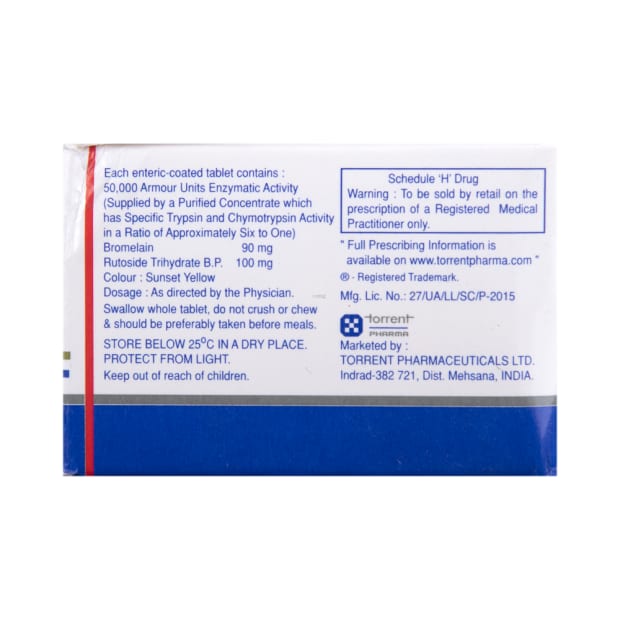 Each enteric-coated tablet contains :
50,000 Armour Units Enzymatic Activity
(Supplied by a Purified Concentrate which
has Specific Trypsin and Chymotrypsin Activity
in a Ratio of Approximately Six to One)
Bromelain 90 mg
Rutoside Trihydrate B.P. 100 mg
Colour : Sunset Yellow
Dosage : As directed by the Physician.
Swallow whole tablet, do not crush or chew
& should be preferably taken before meals.
STORE BELOW 25⁰C IN A DRY PLACE.
PROTECT FROM LIGHT.
Keep out of reach of children.
Schedule 'H' Drug
Warning : To be sold by retail on the
prescription of a Registered Medical
Practitioner only.
" Full Prescribing Information is
available on www.torrentpharma.com "
® - Registered Trademark.
Mfg. Lic. No.: 27/UA/LL/SC/P-2015
torrent
PHARMA
Marketed by :
TORRENT PHARMACEUTICALS LTD.
Indrad-382 721, Dist. Mehsana, INDIA.